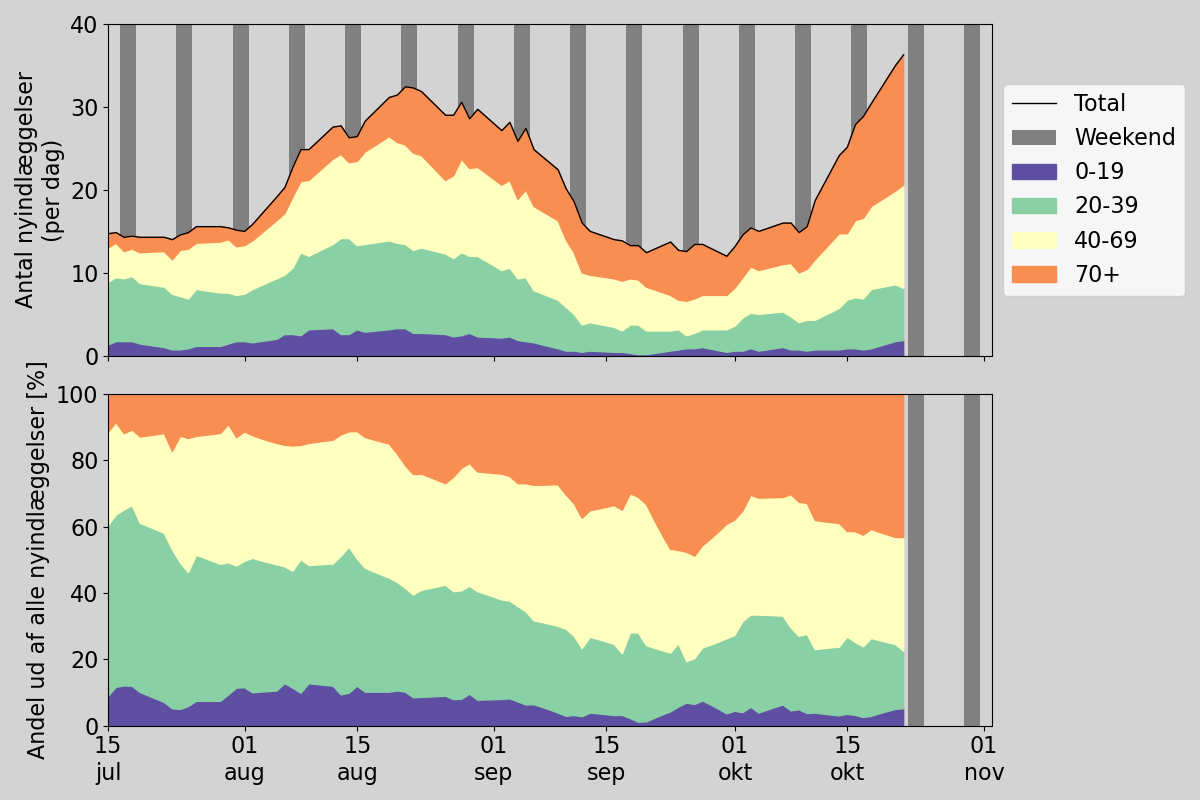 Antal nyindlæggelser
(per dag)
40
30
20
10
0
Total
Weekend
0-19
20-39
40-69
70+
Andel ud af alle nyindlæggelser [%]
100
80
60
40
20
0
15 01 15 01 15 01 15 01
jul aug aug sep sep okt okt nov